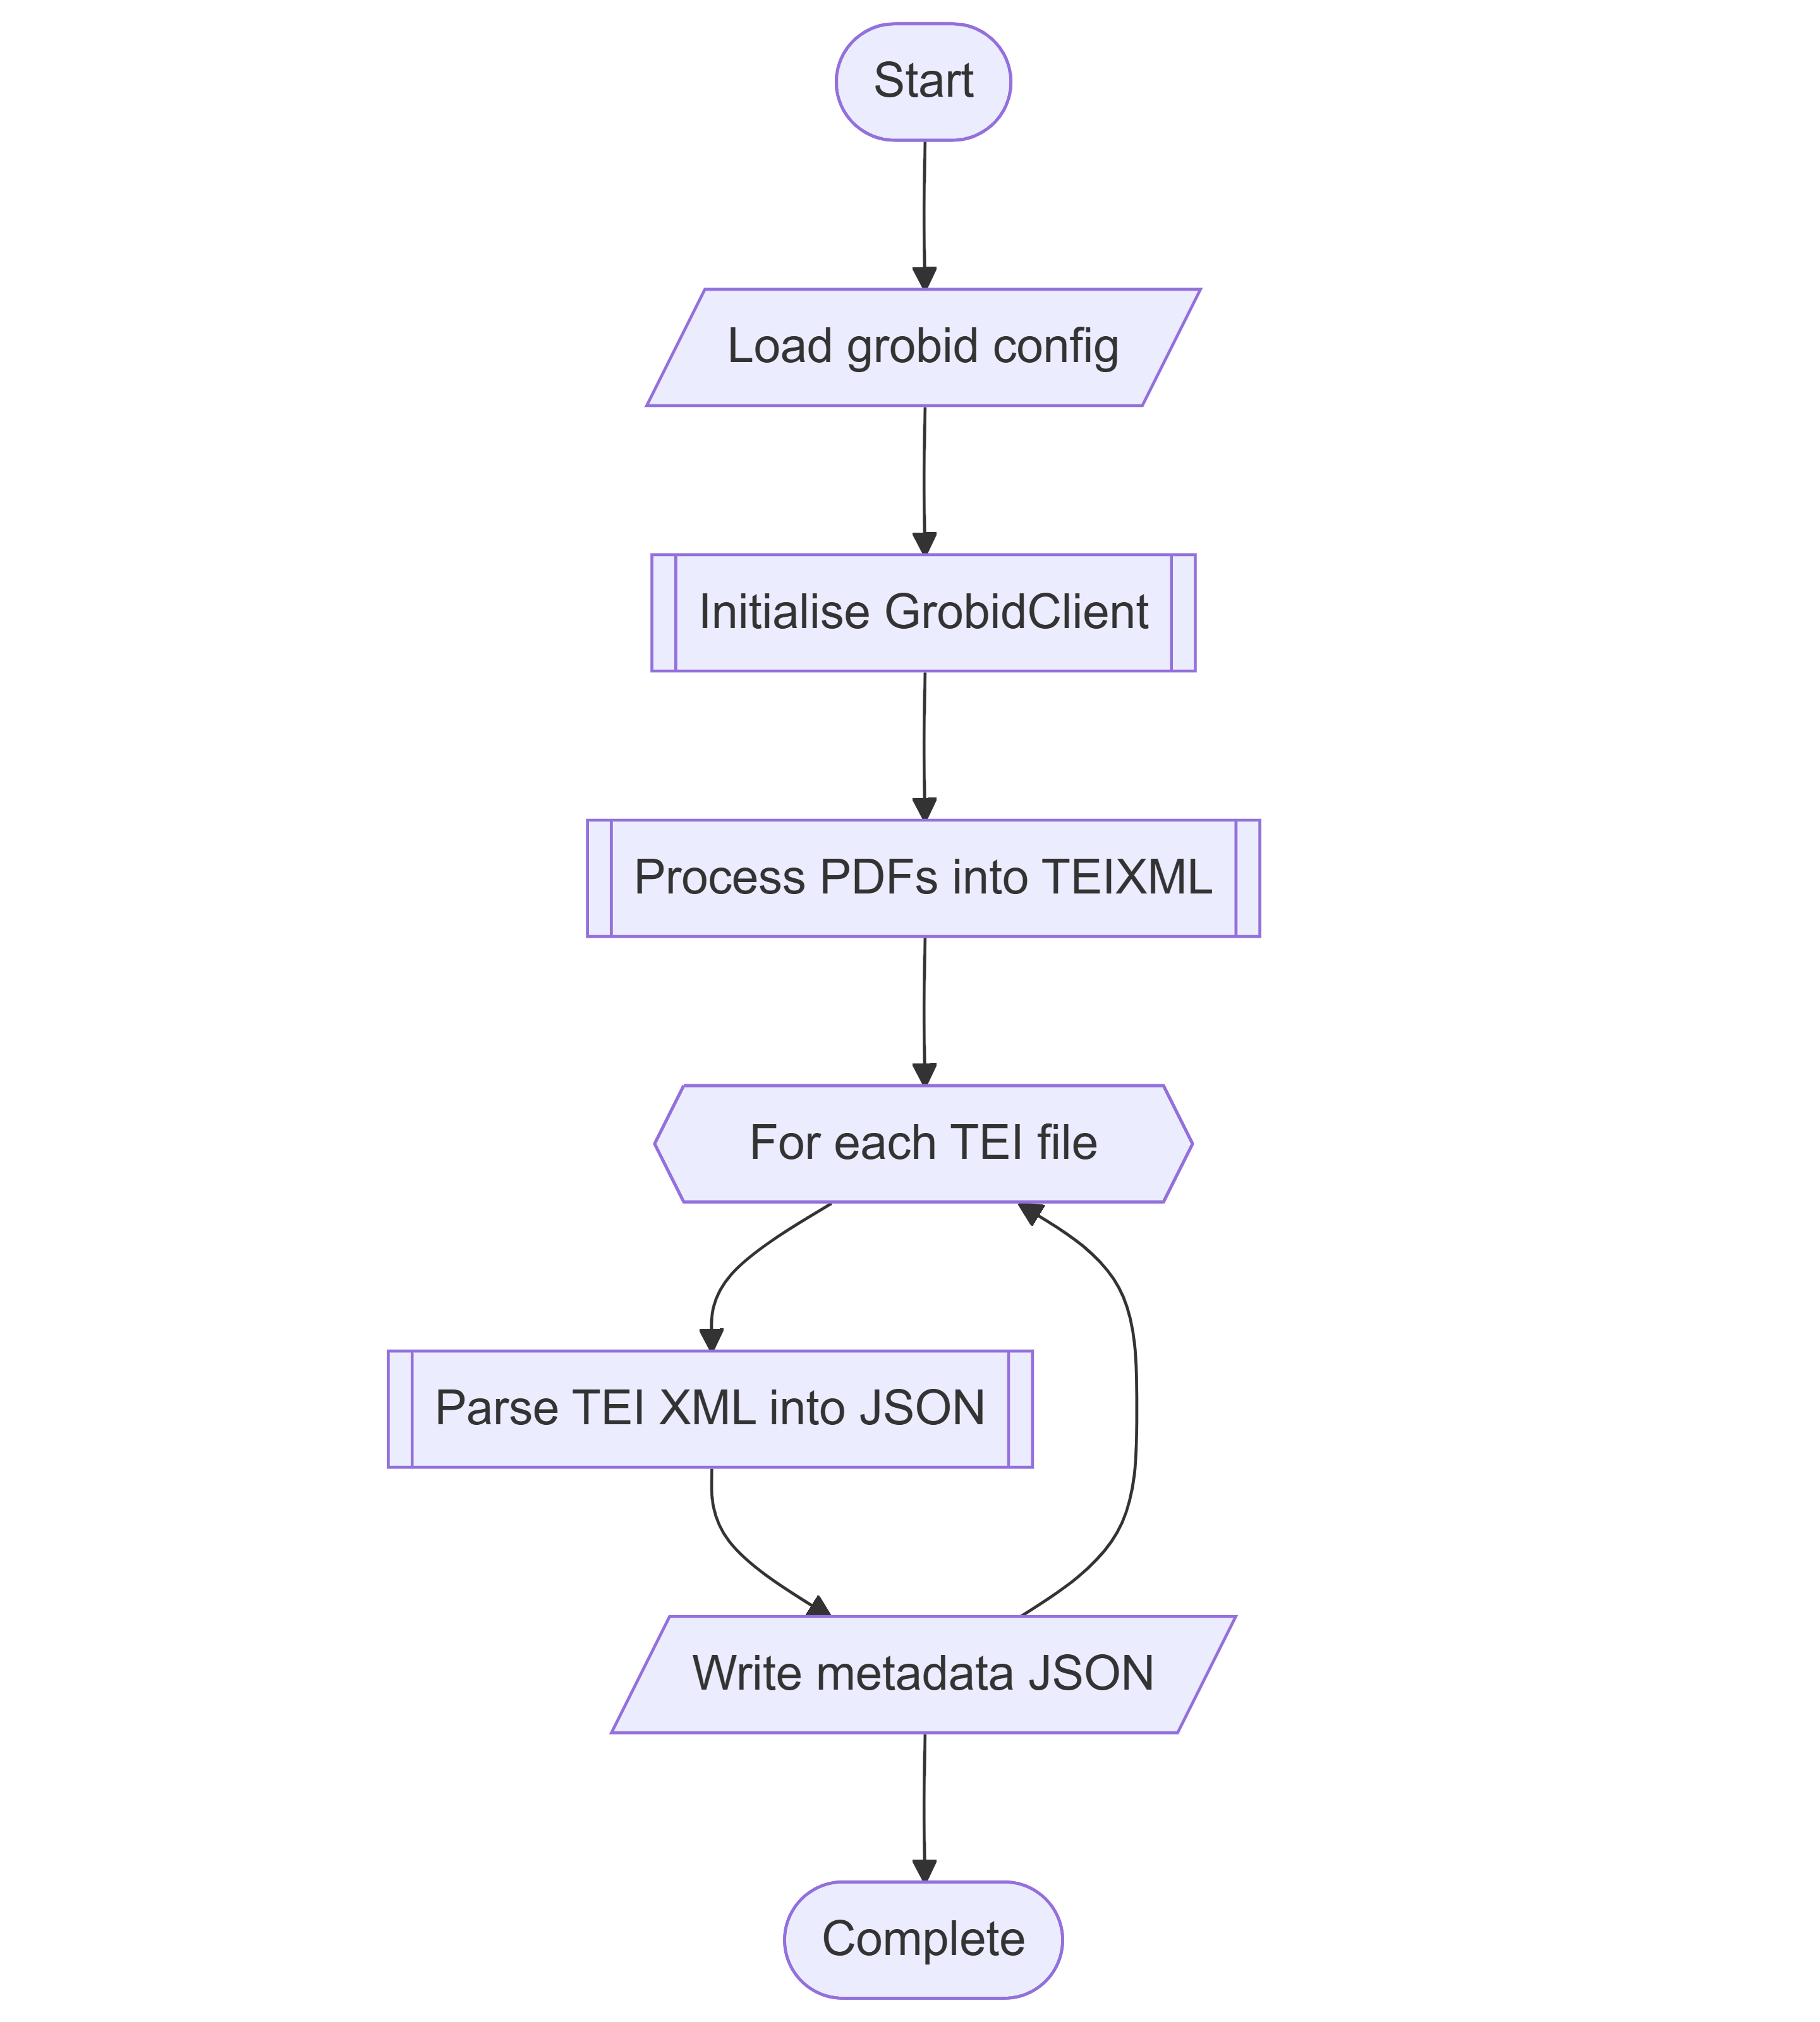 Start
Load grobid config
Initialise GrobidClient
Process PDFs into TEIXML
For each TEI file
Parse TEI XML into JSON
Write metadata JSON
Complete